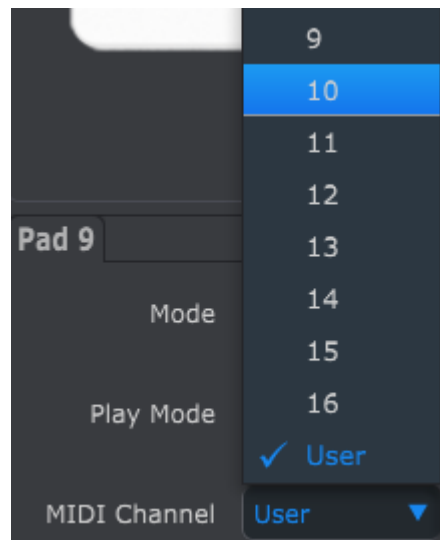 9
10
11
12
13
Pad 9
14
Mode
15
16
Play Mode
✓ User
MIDI Channel User ▼